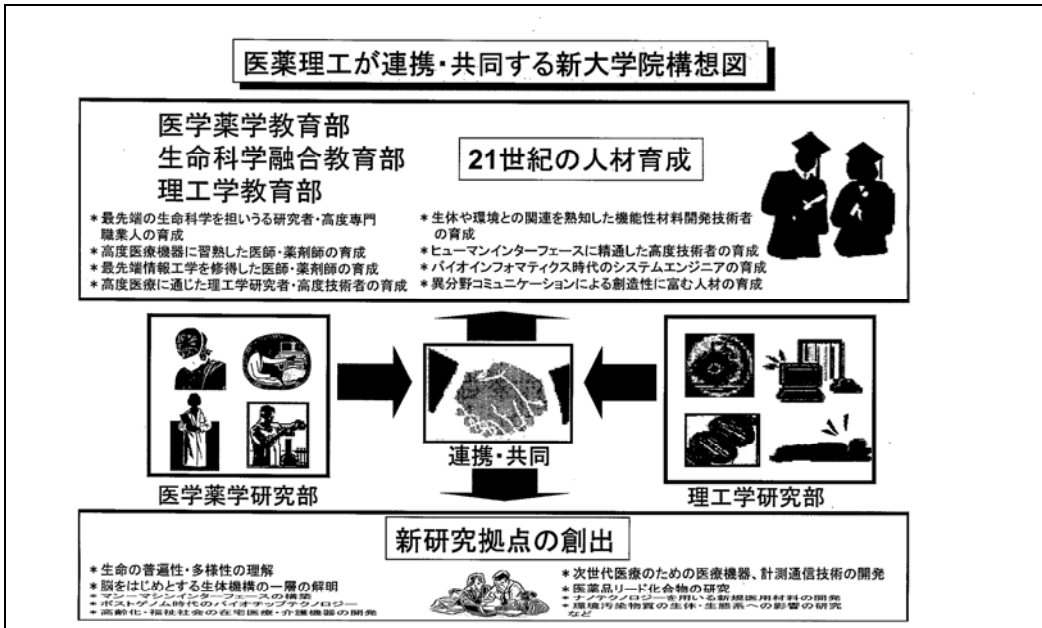 医薬理工が連携・共同する新大学院構想図
医学薬学教育部
生命科学融合教育部
理工学教育部
21世紀の人材育成
＊最先端の生命科学を担いうる研究者・高度専門
職業人の育成
＊高度医療機器に習熟した医師・薬剤師の育成
＊最先端情報工学を修得した医師・薬剤師の育成
＊高度医療に通じた理工学研究者・高度技術者の育成
＊生体や環境との関連を熟知した機能性材料開発技術者
の育成
＊ヒューマンインターフェースに精通した高度技術者の育成
＊バイオインフォマティクス時代のシステムエンジニアの育成
＊異分野コミュニケーションによる創造性に富む人材の育成
連携・共同
医学薬学研究部
理工学研究部
新研究拠点の創出
＊生命の普遍性・多様性の理解
＊脳をはじめとする生体機構の一層の解明
＊マンーマシンインターフェースの構築
＊ポストゲノム時代のバイオチップテクノロジー
＊高齢化・福祉社会の在宅医療・介護機器の開発
＊次世代医療のための医療機器、計測通信技術の開発
＊医薬品リード化合物の研究
＊ナノテクノロジーを用いる新規医用材料の開発
＊環境汚染物質の生体・生態系への影響の研究
など